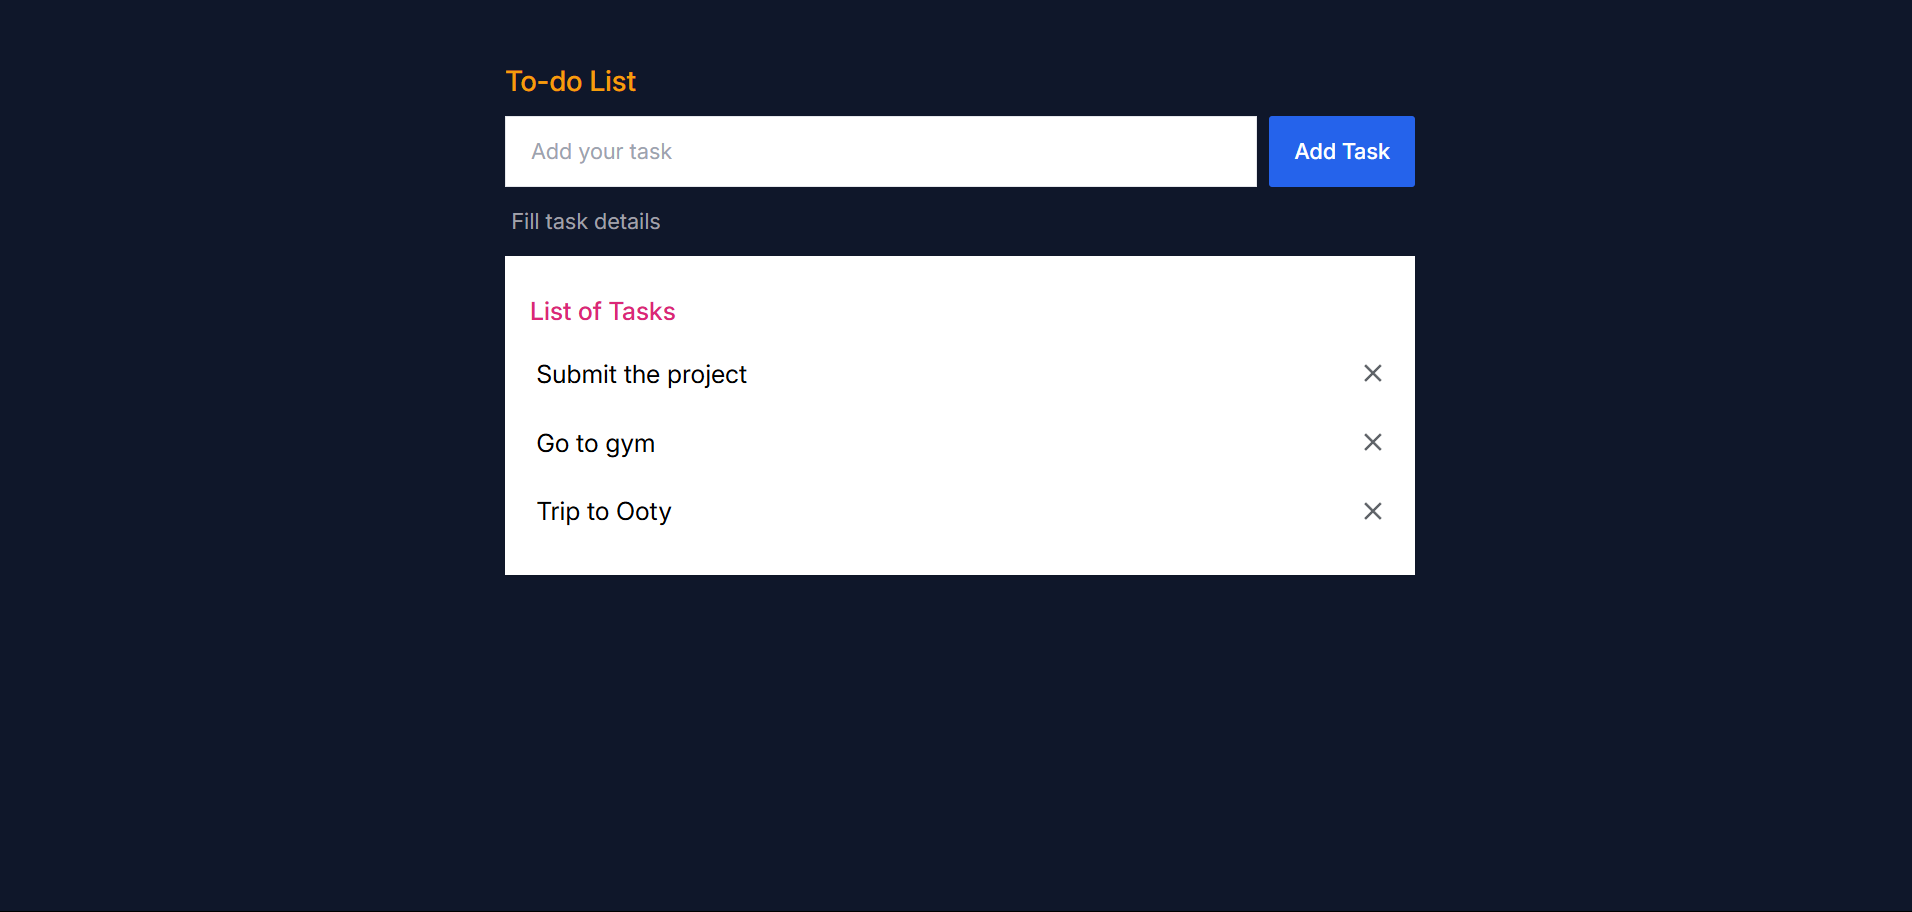 To-do List
Add your task
Add Task
Fill task details
List of Tasks
Submit the project
Go to gym
Trip to Ooty